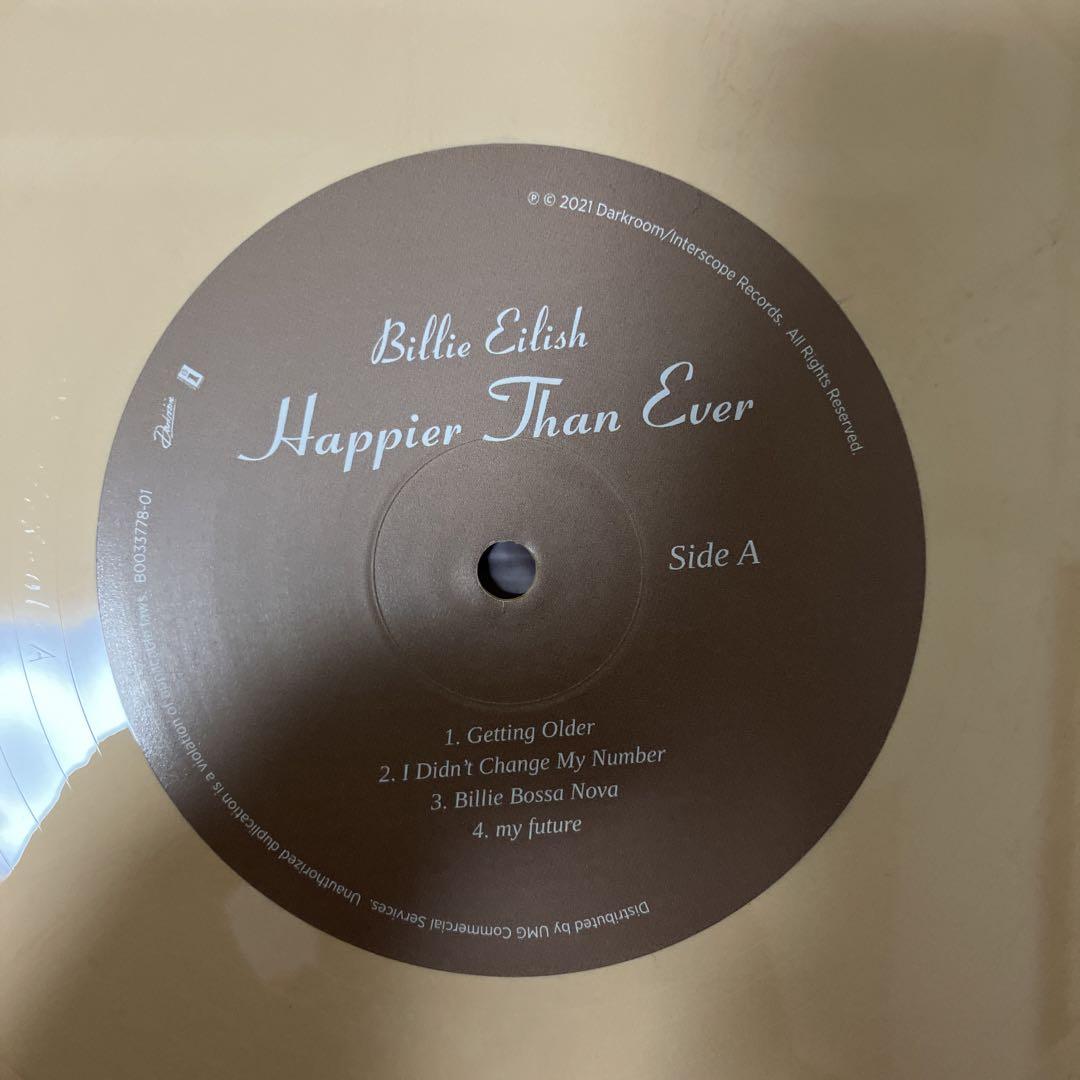 Billie Eilish
Happier Than Ever
Side A
1. Getting Older
2. I Didn't Change My Number
3. Billie Bossa Nova
4. my future
℗ © 2021 Darkroom/Interscope Records. All Rights Reserved.
Distributed by UMG Commercial Services. Unauthorized duplication is a violation of applicable laws. B0033778-01
Darkroom
A